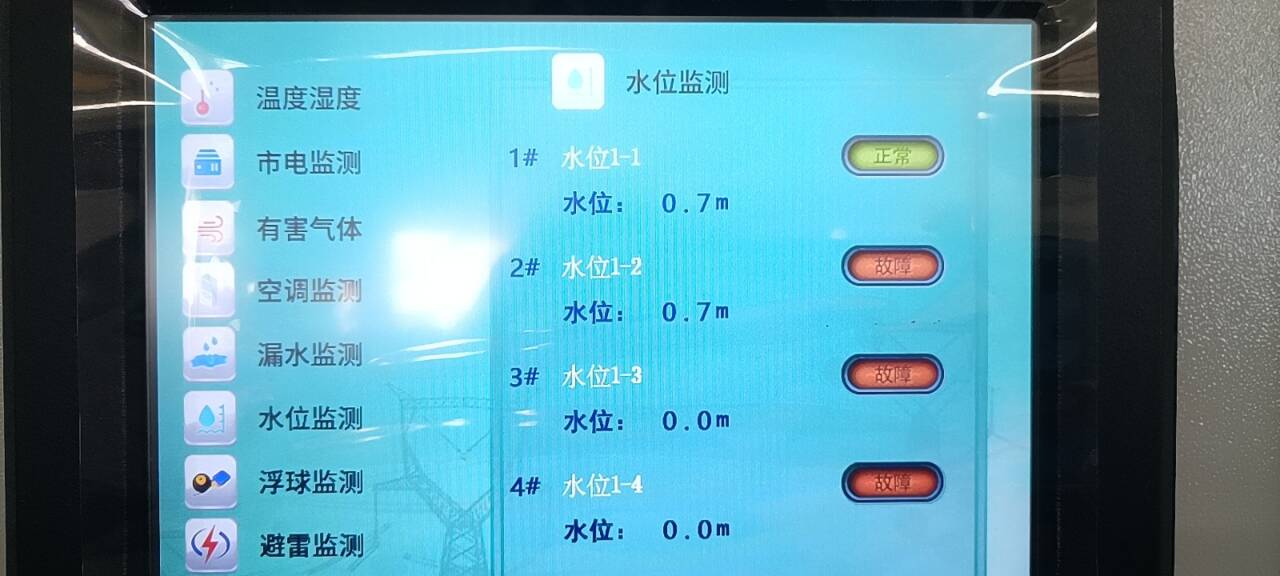 温度湿度
市电监测
有害气体
空调监测
漏水监测
水位监测
浮球监测
避雷监测
水位监测
1# 水位1-1 正常
水位: 0.7m
2# 水位1-2 故障
水位: 0.7m
3# 水位1-3 故障
水位: 0.0m
4# 水位1-4 故障
水位: 0.0m